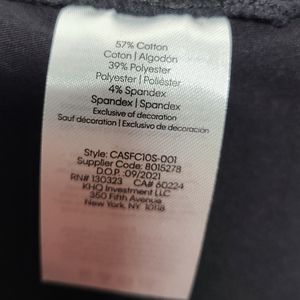 57% Cotton
Coton | Algodón
39% Polyester
Polyester | Poliéster
4% Spandex
Spandex | Spandex
Exclusive of decoration
Sauf décoration | Exclusivo de decoración
Style: CASFC10S-001
Supplier Code: 8015278
D.O.P. :09/2021
RN# 130323 CA# 60224
KHQ Investment LLC
350 Fifth Avenue
New York, NY 10118